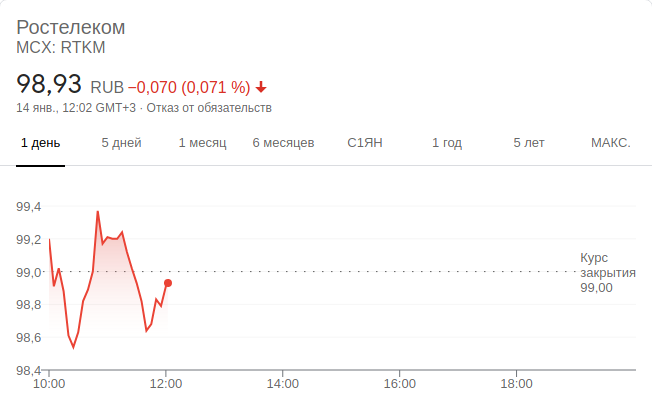 Ростелеком
MCX: RTKM
98,93 RUB −0,070 (0,071 %)
14 янв., 12:02 GMT+3 · Отказ от обязательств
1 день 5 дней 1 месяц 6 месяцев С1ЯН 1 год 5 лет МАКС.
99,4
99,2
99,0
98,8
98,6
98,4
Курс
закрытия
99,00
10:00 12:00 14:00 16:00 18:00